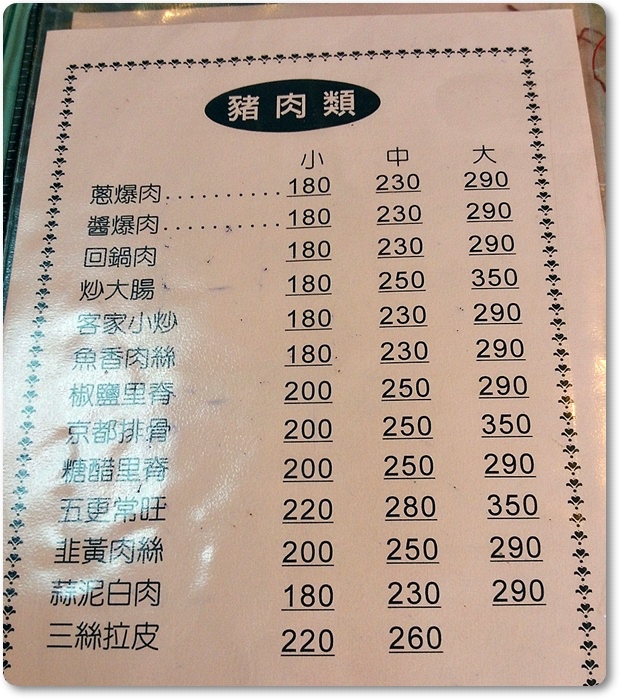 豬肉類
小 中 大
蔥爆肉..........180 230 290
醬爆肉..........180 230 290
回鍋肉 180 230 290
炒大腸 180 250 350
客家小炒 180 230 290
魚香肉絲 180 230 290
椒鹽里脊 200 250 290
京都排骨 200 250 350
糖醋里脊 200 250 290
五更常旺 220 280 350
韭黃肉絲 200 250 290
蒜泥白肉 180 230 290
三絲拉皮 220 260